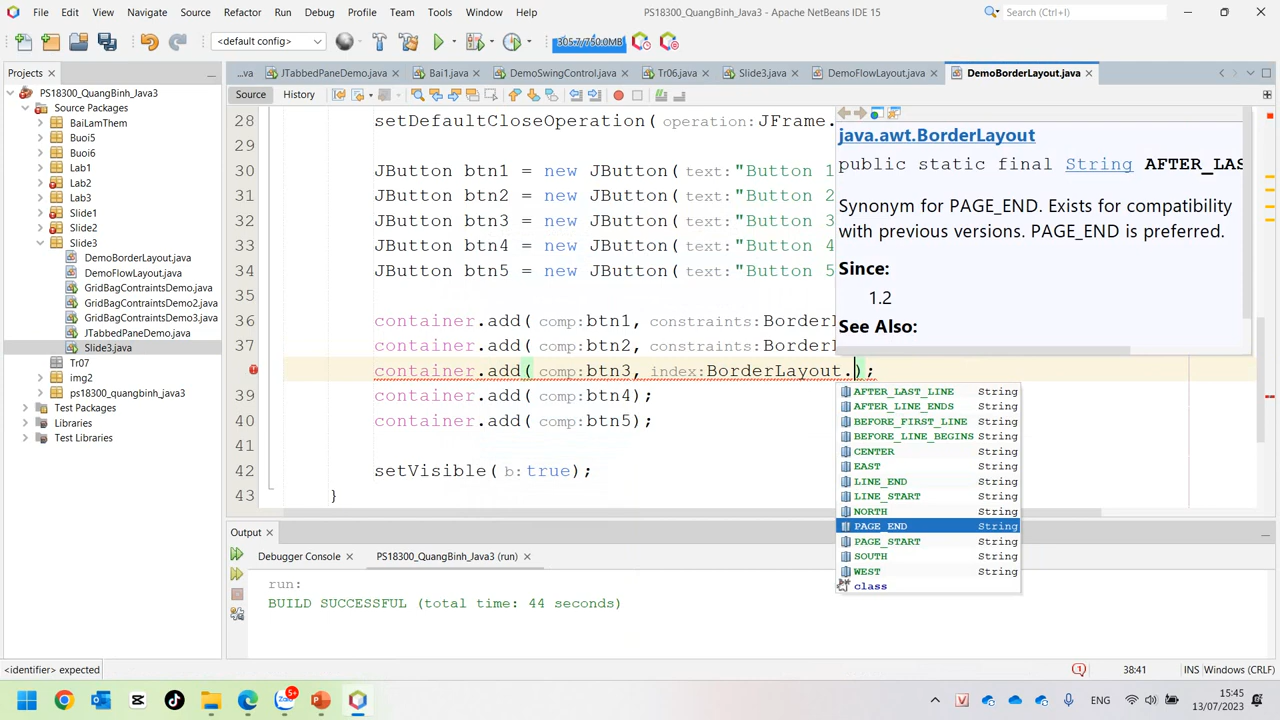 File Edit View Navigate Source Refactor Run Debug Profile Team Tools Window Help
PS18300_QuangBinh_Java3 - Apache NetBeans IDE 15
Search (Ctrl+I)
<default config>
305.7/750.0MB
Projects
...va
JTabbedPaneDemo.java
Bai1.java
DemoSwingControl.java
Tr06.java
Slide3.java
DemoFlowLayout.java
DemoBorderLayout.java
Source History
PS18300_QuangBinh_Java3
Source Packages
BaiLamThem
Buoi5
Buoi6
Lab1
Lab2
Lab3
Slide1
Slide2
Slide3
DemoBorderLayout.java
DemoFlowLayout.java
GridBagContraintsDemo.java
GridBagContraintsDemo2.java
GridBagContraintsDemo3.java
JTabbedPaneDemo.java
Slide3.java
Tr07
img2
ps18300_quangbinh_java3
Test Packages
Libraries
Test Libraries
28 setDefaultCloseOperation( operation: JFrame.
29
30 JButton btn1 = new JButton( text: "Button 1
31 JButton btn2 = new JButton( text: "Button 2
32 JButton btn3 = new JButton( text: "Button 3
33 JButton btn4 = new JButton( text: "Button 4
34 JButton btn5 = new JButton( text: "Button 5
35
36 container.add( comp: btn1, constraints: BorderL
37 container.add( comp: btn2, constraints: BorderL
container.add( comp: btn3, index: BorderLayout.);
39 container.add( comp: btn4);
40 container.add( comp: btn5);
41
42 setVisible( b: true);
43 }
java.awt.BorderLayout
public static final String AFTER_LAS
Synonym for PAGE_END. Exists for compatibility
with previous versions. PAGE_END is preferred.
Since:
1.2
See Also:
AFTER_LAST_LINE String
AFTER_LINE_ENDS String
BEFORE_FIRST_LINE String
BEFORE_LINE_BEGINS String
CENTER String
EAST String
LINE_END String
LINE_START String
NORTH String
PAGE_END String
PAGE_START String
SOUTH String
WEST String
class
Output
Debugger Console
PS18300_QuangBinh_Java3 (run)
run:
BUILD SUCCESSFUL (total time: 44 seconds)
<identifier> expected
1
38:41
INS Windows (CRLF)
5+
ENG
15:45
13/07/2023